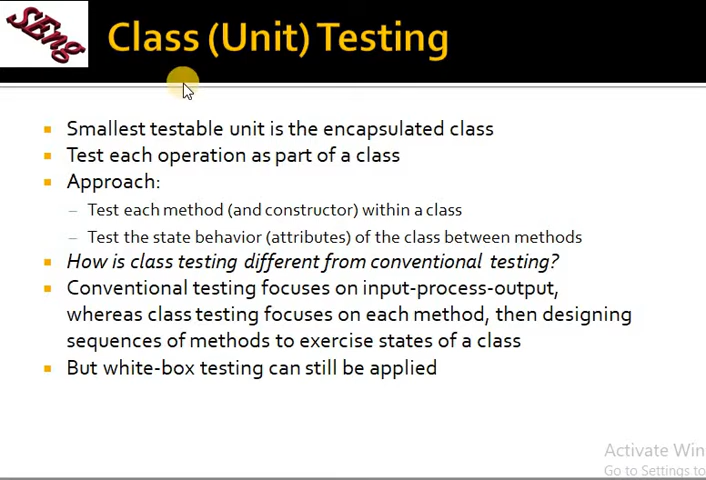 SEng
Class (Unit) Testing
Smallest testable unit is the encapsulated class
Test each operation as part of a class
Approach:
– Test each method (and constructor) within a class
– Test the state behavior (attributes) of the class between methods
How is class testing different from conventional testing?
Conventional testing focuses on input-process-output,
whereas class testing focuses on each method, then designing
sequences of methods to exercise states of a class
But white-box testing can still be applied
Activate Win
Go to Settings to